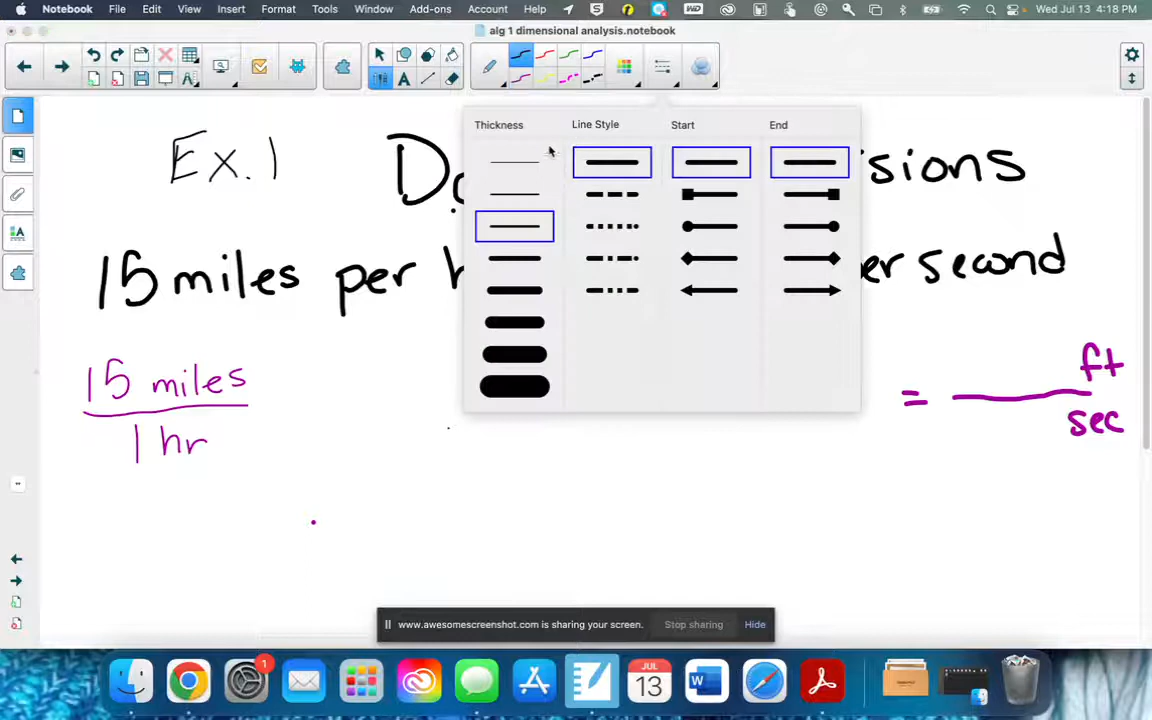 Notebook File Edit View Insert Format Tools Window Add-ons Account Help Wed Jul 13 4:18 PM
alg 1 dimensional analysis.notebook
Thickness Line Style Start End
Ex.1 D sions
15 miles per h er second
15 miles
1 hr
= ft
sec
www.awesomescreenshot.com is sharing your screen. Stop sharing Hide
1
JUL
13